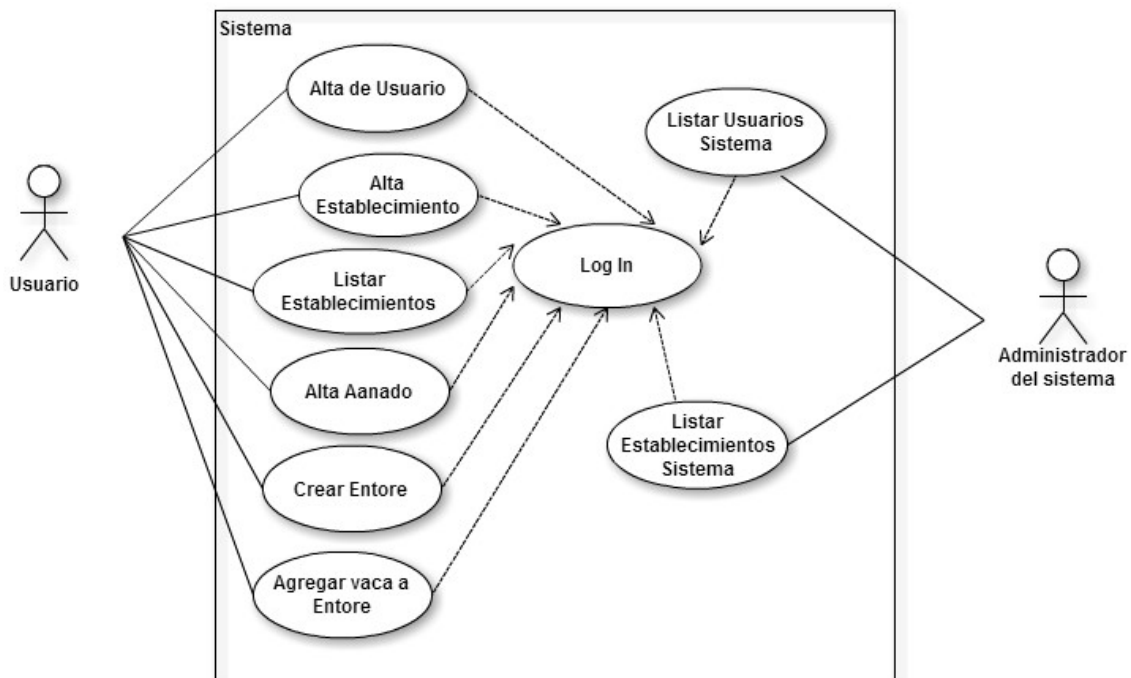 Sistema
Alta de Usuario
Listar Usuarios
Sistema
Alta
Establecimiento
Usuario
Listar
Establecimientos
Log In
Administrador
del sistema
Alta Aanado
Listar
Establecimientos
Sistema
Crear Entore
Agregar vaca a
Entore